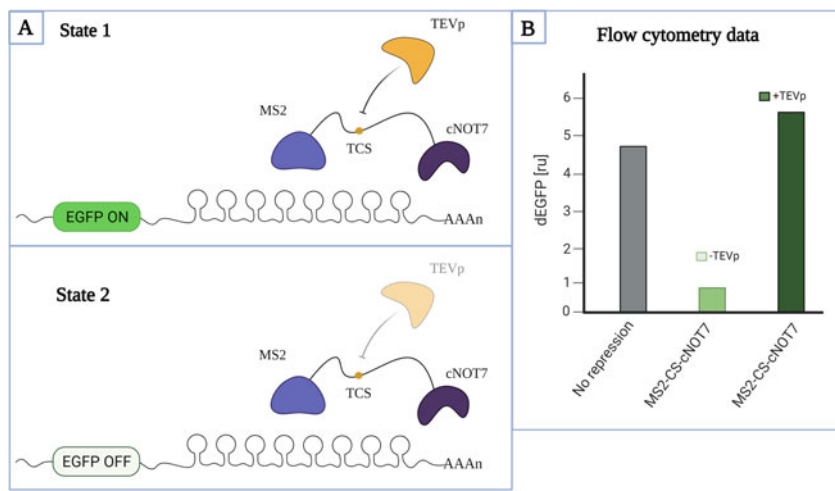 A
State 1
TEVp
MS2
TCS
cNOT7
EGFP ON
AAAn
State 2
TEVp
MS2
TCS
cNOT7
EGFP OFF
AAAn
B
Flow cytometry data
dEGFP [ru]
6
5
4
3
2
1
0
+TEVp
-TEVp
No repression
MS2-CS-cNOT7
MS2-CS-cNOT7